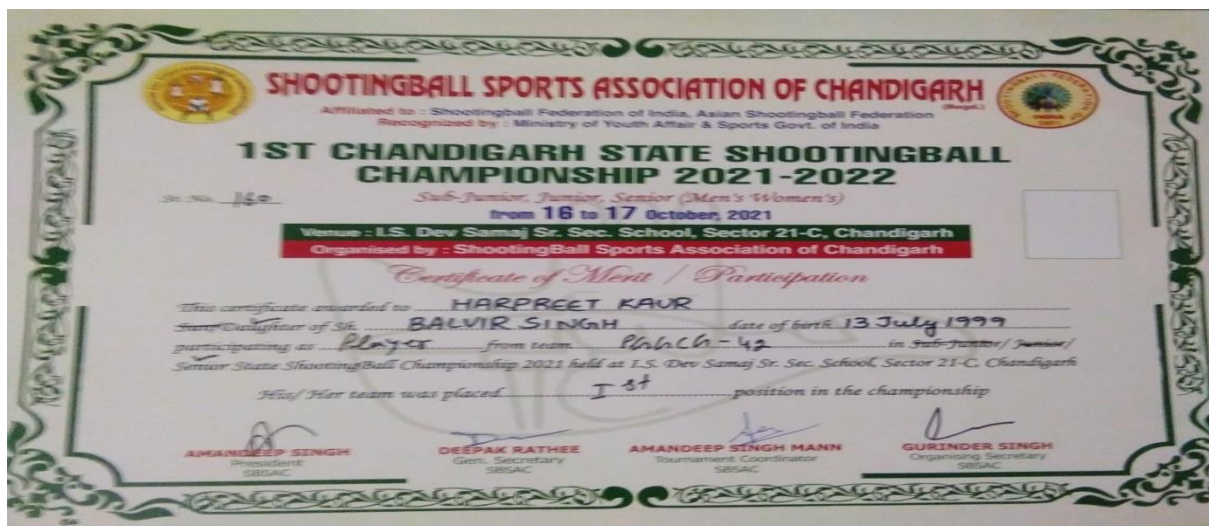 SHOOTINGBALL SPORTS ASSOCIATION OF CHANDIGARH
(Regd.)
Affiliated to : Shootingball Federation of India, Asian Shootingball Federation
Recognized by : Ministry of Youth Affair & Sports Govt. of India
1ST CHANDIGARH STATE SHOOTINGBALL
CHAMPIONSHIP 2021-2022
Sr. No. 160
Sub-Junior, Junior, Senior (Men's Women's)
from 16 to 17 October, 2021
Venue : I.S. Dev Samaj Sr. Sec. School, Sector 21-C, Chandigarh
Organised by : ShootingBall Sports Association of Chandigarh
Certificate of Merit / Participation
This certificate awarded to HARPREET KAUR
Son/Daughter of Sh. BALVIR SINGH date of birth 13 July 1999
participating as Player from team in Sub-Junior/ Junior/
Senior State ShootingBall Championship 2021 held at I.S. Dev Samaj Sr. Sec. School, Sector 21-C, Chandigarh
His/ Her team was placed Ist position in the championship
AMANDEEP SINGH
President
SBSAC
DEEPAK RATHEE
Gen. Secretary
SBSAC
AMANDEEP SINGH MANN
Tournament Coordinator
SBSAC
GURINDER SINGH
Organising Secretary
SBSAC